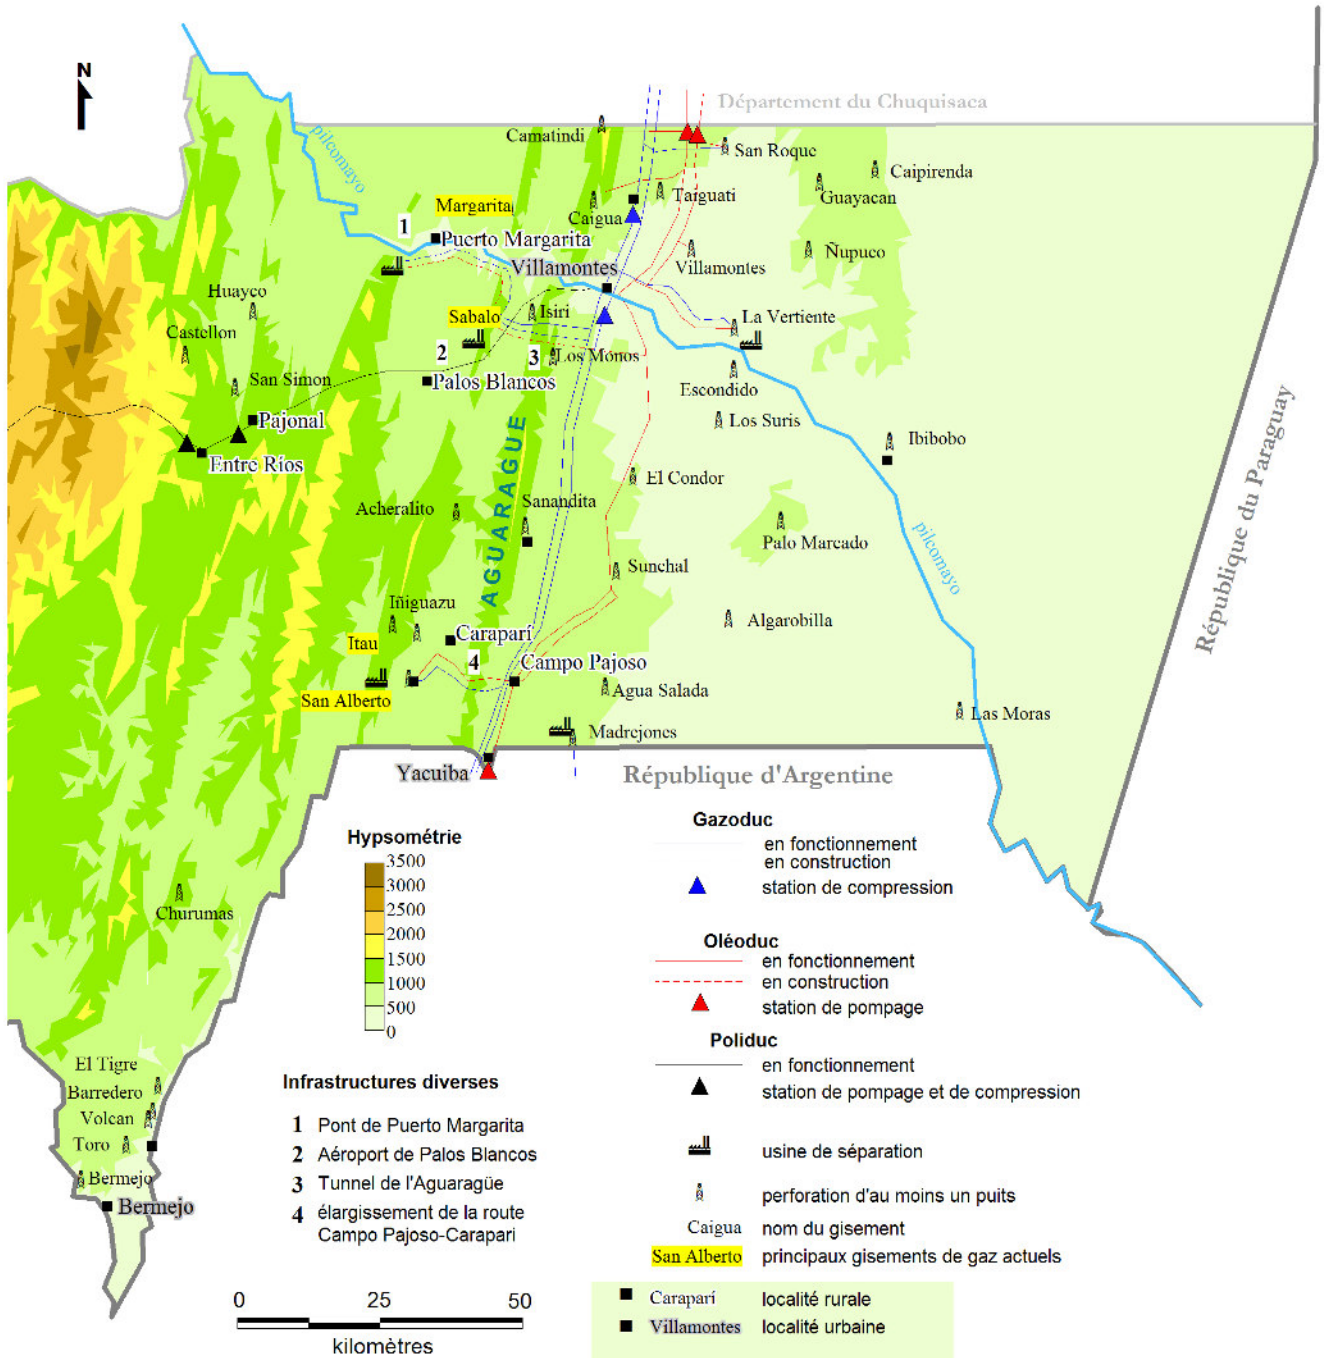 N
Département du Chuquisaca
pilcomayo
Camatindi
San Roque
Caipirenda
Guayacan
Taiguati
Margarita
Caigua
1
Puerto Margarita
Villamontes
Villamontes
Ñupuco
Huayco
Castellon
Sabalo
Isiri
La Vertiente
2
3
Los Monos
San Simon
Palos Blancos
Escondido
Pajonal
Los Suris
Ibibobo
Entre Ríos
El Condor
AGUARAGUE
Acheralito
Sanandita
Palo Marcado
pilcomayo
République du Paraguay
Sunchal
Iñiguazu
Itau
Caraparí
Algarobilla
4
Campo Pajoso
San Alberto
Agua Salada
Las Moras
Madrejones
Yacuiba
République d'Argentine
Churumas
El Tigre
Barredero
Volcan
Toro
Bermejo
Bermejo
Hypsométrie
3500
3000
2500
2000
1500
1000
500
0
Infrastructures diverses
1 Pont de Puerto Margarita
2 Aéroport de Palos Blancos
3 Tunnel de l'Aguaragüe
4 élargissement de la route
Campo Pajoso-Carapari
0 25 50
kilomètres
Gazoduc
en fonctionnement
en construction
station de compression
Oléoduc
en fonctionnement
en construction
station de pompage
Poliduc
en fonctionnement
station de pompage et de compression
usine de séparation
perforation d'au moins un puits
Caigua nom du gisement
San Alberto principaux gisements de gaz actuels
Caraparí localité rurale
Villamontes localité urbaine